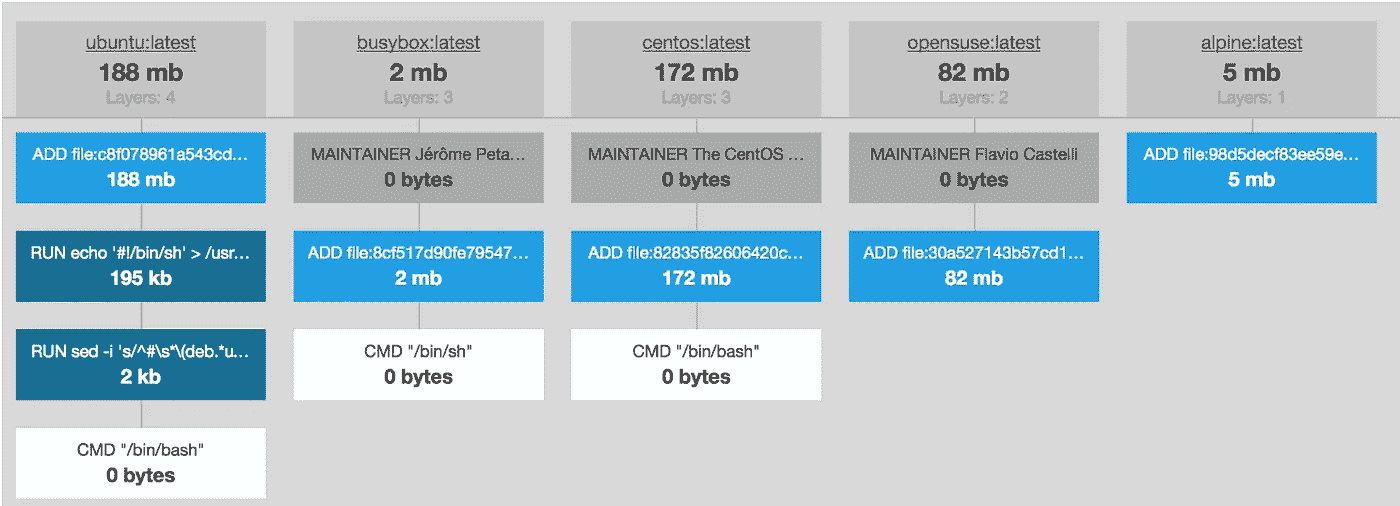 ubuntu:latest
188 mb
Layers: 4
ADD file:c8f078961a543cd...
188 mb
RUN echo '#!/bin/sh' > /usr...
195 kb
RUN sed -i 's/^#\s*\(deb.*u...
2 kb
CMD "/bin/bash"
0 bytes
busybox:latest
2 mb
Layers: 3
MAINTAINER Jérôme Peta...
0 bytes
ADD file:8cf517d90fe79547...
2 mb
CMD "/bin/sh"
0 bytes
centos:latest
172 mb
Layers: 3
MAINTAINER The CentOS ...
0 bytes
ADD file:82835f82606420c...
172 mb
CMD "/bin/bash"
0 bytes
opensuse:latest
82 mb
Layers: 2
MAINTAINER Flavio Castelli
0 bytes
ADD file:30a527143b57cd1...
82 mb
alpine:latest
5 mb
Layers: 1
ADD file:98d5decf83ee59e...
5 mb